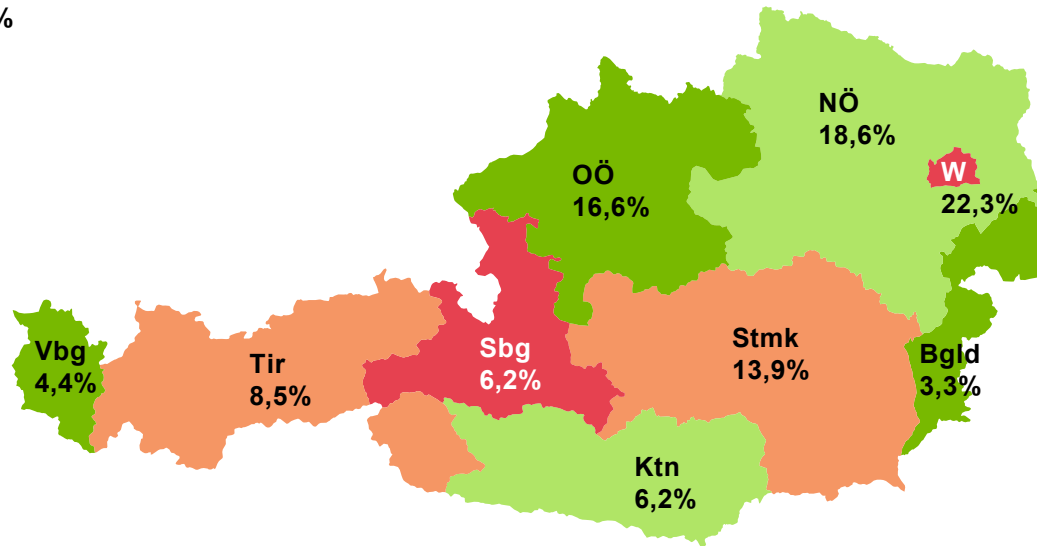 %
NÖ
18,6%
W
22,3%
OÖ
16,6%
Vbg
4,4%
Tir
8,5%
Sbg
6,2%
Stmk
13,9%
Bgld
3,3%
Ktn
6,2%